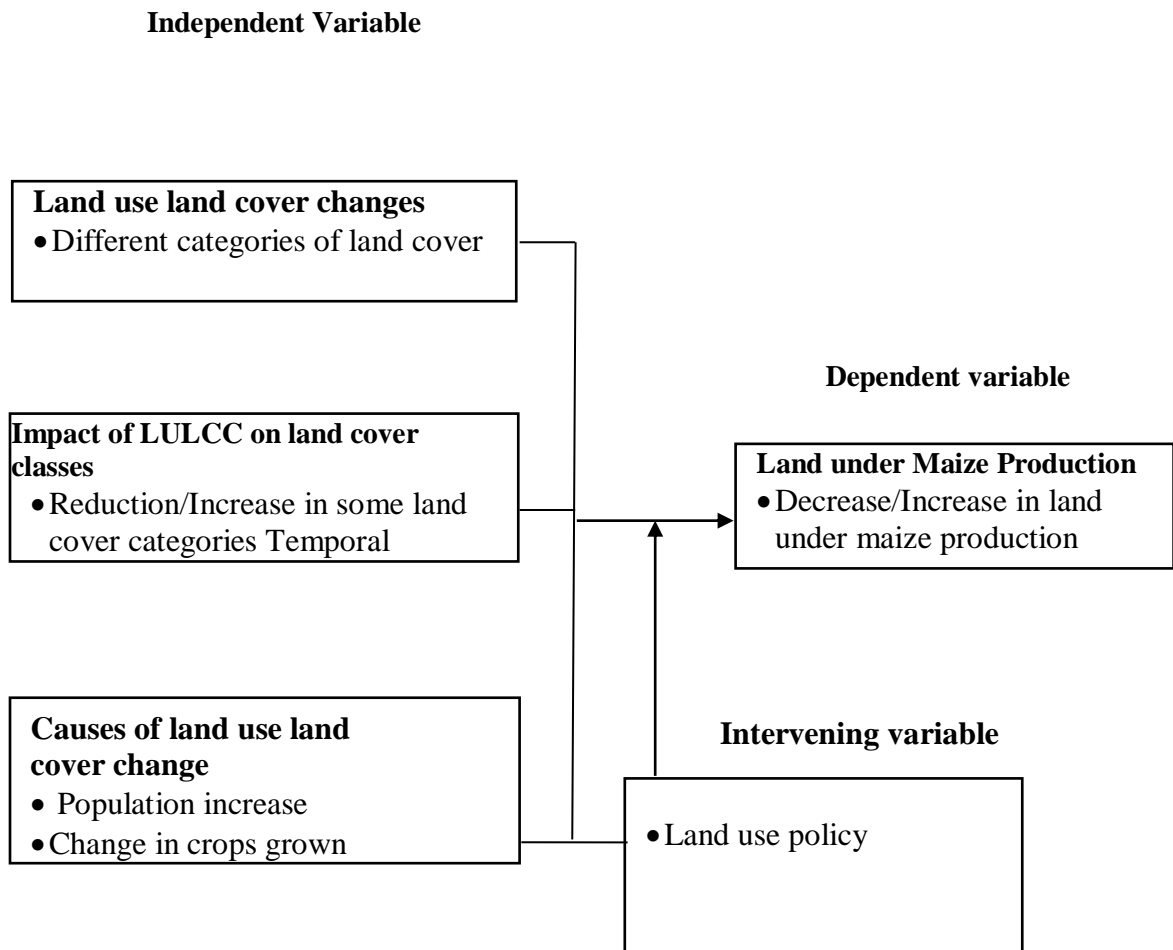 Independent Variable
Land use land cover changes
• Different categories of land cover
Impact of LULCC on land cover
classes
• Reduction/Increase in some land
cover categories Temporal
Causes of land use land
cover change
• Population increase
• Change in crops grown
Dependent variable
Land under Maize Production
• Decrease/Increase in land
under maize production
Intervening variable
• Land use policy